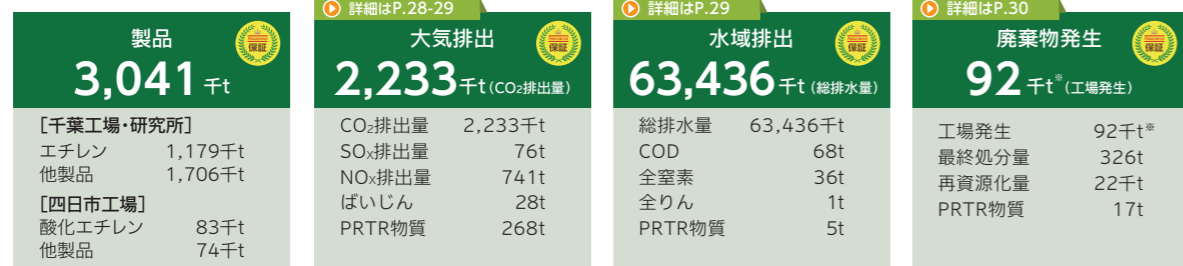 製品
保証
3,041 千t
[千葉工場・研究所]
エチレン 1,179千t
他製品 1,706千t
[四日市工場]
酸化エチレン 83千t
他製品 74千t
詳細はP.28-29
大気排出
保証
2,233千t(CO₂排出量)
CO₂排出量 2,233千t
SOx排出量 76t
NOx排出量 741t
ばいじん 28t
PRTR物質 268t
詳細はP.29
水域排出
保証
63,436千t(総排水量)
総排水量 63,436千t
COD 68t
全窒素 36t
全りん 1t
PRTR物質 5t
詳細はP.30
廃棄物発生
保証
92千t※(工場発生)
工場発生 92千t※
最終処分量 326t
再資源化量 22千t
PRTR物質 17t